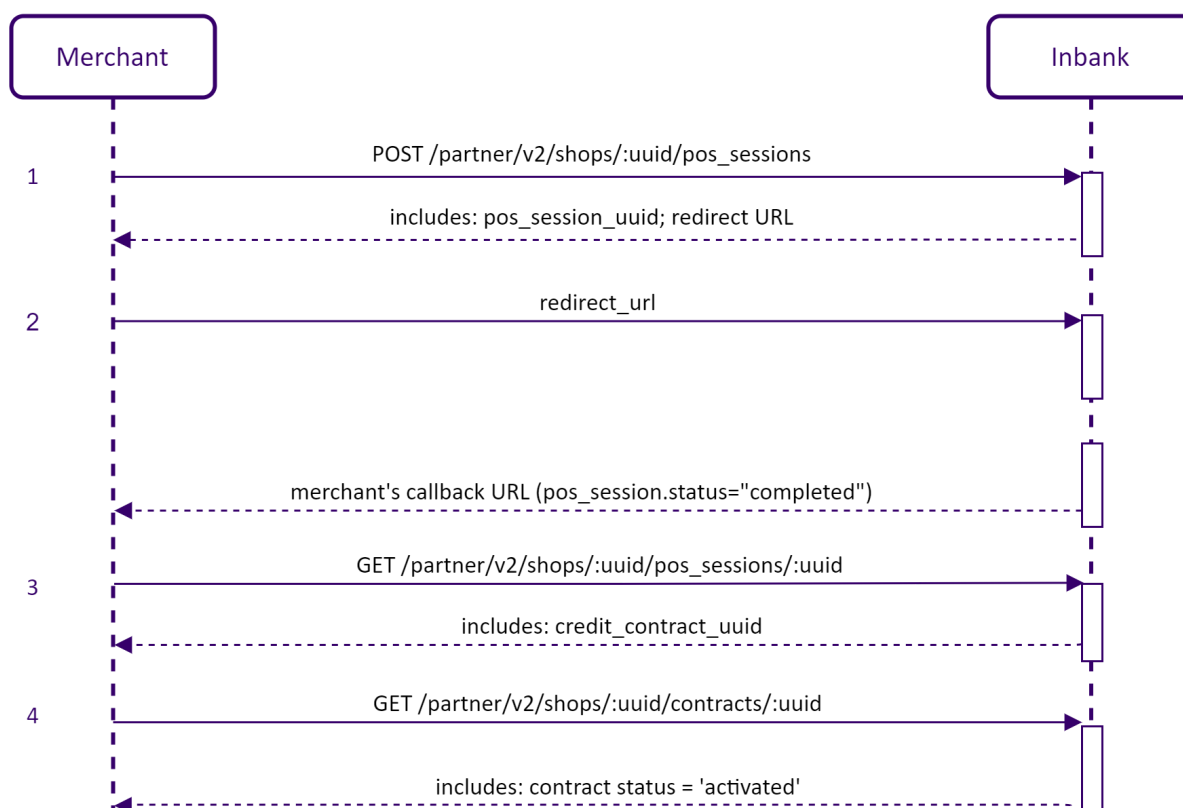 Merchant
Inbank
POST /partner/v2/shops/:uuid/pos_sessions
1
includes: pos_session_uuid; redirect URL
redirect_url
2
merchant's callback URL (pos_session.status="completed")
GET /partner/v2/shops/:uuid/pos_sessions/:uuid
3
includes: credit_contract_uuid
GET /partner/v2/shops/:uuid/contracts/:uuid
4
includes: contract status = 'activated'